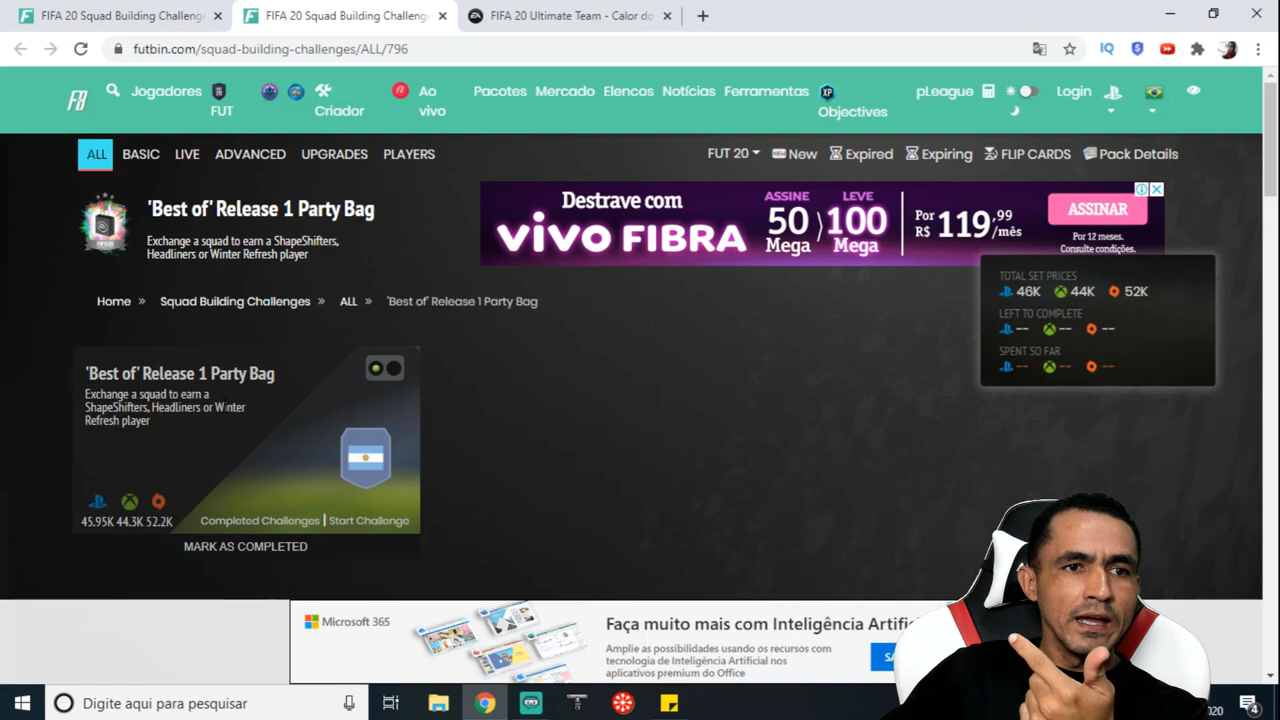 FIFA 20 Squad Building Challenge
FIFA 20 Squad Building Challenge
FIFA 20 Ultimate Team - Calor do
futbin.com/squad-building-challenges/ALL/796
Jogadores
FUT
Criador
Ao vivo
Pacotes
Mercado
Elencos
Notícias
Ferramentas
XP
Objectives
pLeague
Login
ALL
BASIC
LIVE
ADVANCED
UPGRADES
PLAYERS
FUT 20
New
Expired
Expiring
FLIP CARDS
Pack Details
'Best of' Release 1 Party Bag
Exchange a squad to earn a ShapeShifters,
Headliners or Winter Refresh player
Destrave com
vivo FIBRA
ASSINE
50
Mega
LEVE
100
Mega
Por
R$ 119,99
/mês
ASSINAR
Por 12 meses.
Consulte condições.
TOTAL SET PRICES
46K 44K 52K
LEFT TO COMPLETE
-- -- --
SPENT SO FAR
-- -- --
Home » Squad Building Challenges » ALL » 'Best of' Release 1 Party Bag
'Best of' Release 1 Party Bag
Exchange a squad to earn a
ShapeShifters, Headliners or Winter
Refresh player
45.95K 44.3K 52.2K
Completed Challenges | Start Challenge
MARK AS COMPLETED
Microsoft 365
Faça muito mais com Inteligência
Amplie as possibilidades usando os recursos com
tecnologia de Inteligência Artificial nos
aplicativos premium do Office
Digite aqui para pesquisar
4